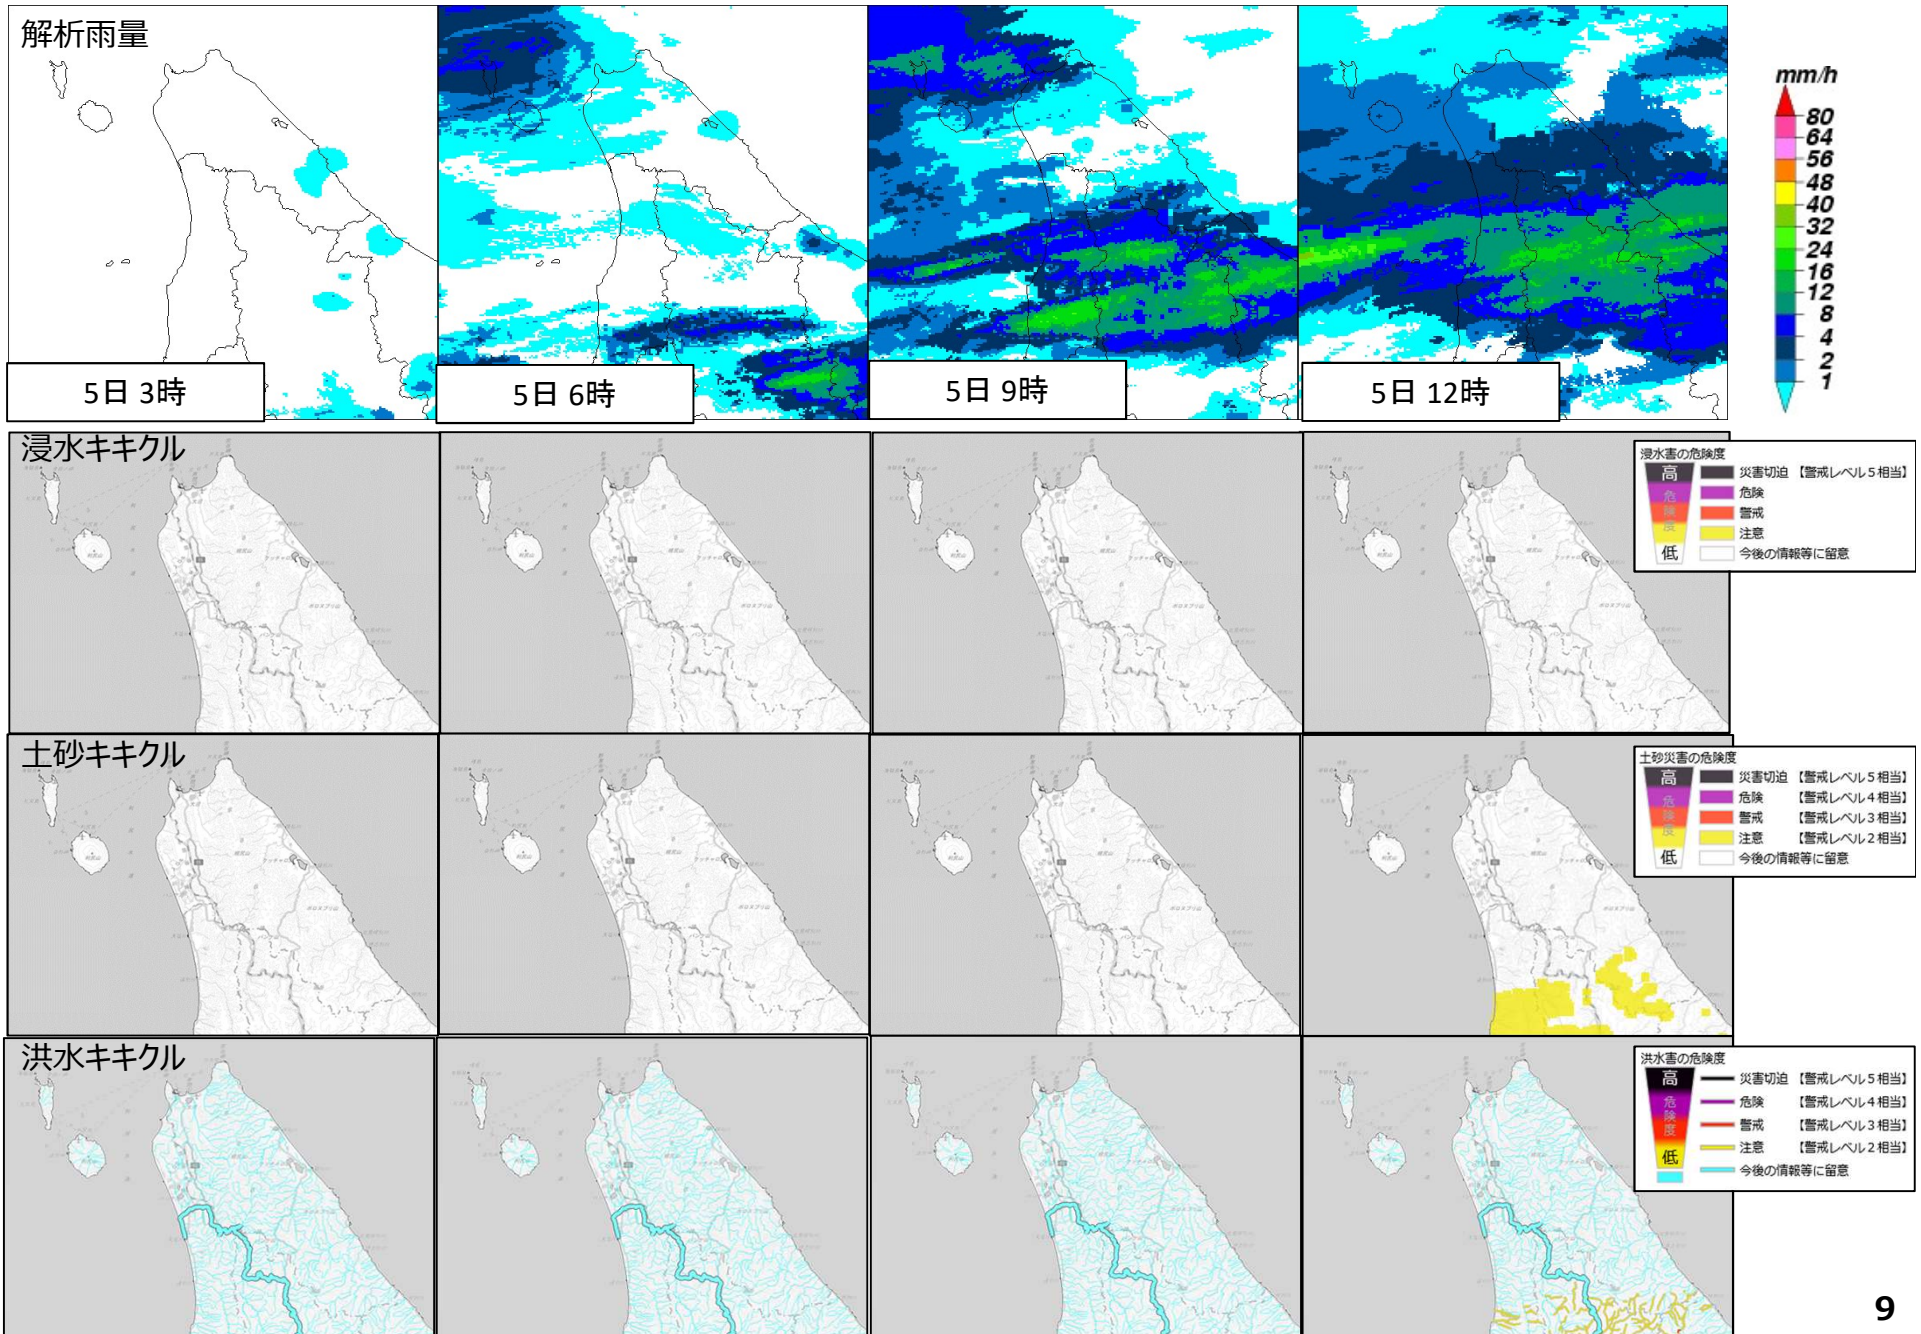 解析雨量
5日 3時
5日 6時
5日 9時
5日 12時
mm/h
80
64
56
48
40
32
24
16
12
8
4
2
1
浸水キキクル
浸水害の危険度
高
危険度
低
災害切迫 【警戒レベル5相当】
危険
警戒
注意
今後の情報等に留意
土砂キキクル
土砂災害の危険度
高
危険度
低
災害切迫 【警戒レベル5相当】
危険 【警戒レベル4相当】
警戒 【警戒レベル3相当】
注意 【警戒レベル2相当】
今後の情報等に留意
洪水キキクル
洪水害の危険度
高
危険度
低
災害切迫 【警戒レベル5相当】
危険 【警戒レベル4相当】
警戒 【警戒レベル3相当】
注意 【警戒レベル2相当】
今後の情報等に留意
9